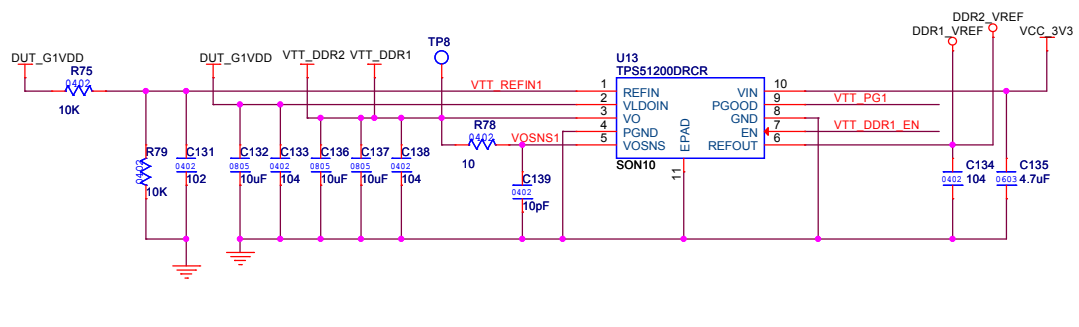 DUT_G1VDD
R75
0402
10K
R79
0402
10K
C131
0402
102
DUT_G1VDD
C132
0805
10uF
C133
0402
104
VTT_DDR2
VTT_DDR1
C136
0805
10uF
C137
0805
10uF
C138
0402
104
TP8
R78
0402
10
VTT_REFIN1
VOSNS1
C139
0402
10pF
U13
TPS51200DRCR
1
REFIN
2
VLDOIN
3
VO
4
PGND
5
VOSNS
10
VIN
9
PGOOD
8
GND
7
EN
6
REFOUT
EPAD
11
SON10
VTT_PG1
VTT_DDR1_EN
DDR2_VREF
DDR1_VREF
VCC_3V3
C134
0402
104
C135
0603
4.7uF